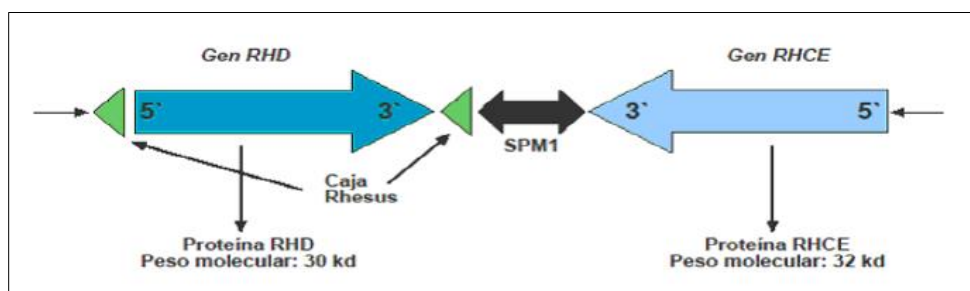 Gen RHD
Gen RHCE
5`
3`
3`
5`
SPM1
Caja
Rhesus
Proteína RHD
Peso molecular: 30 kd
Proteína RHCE
Peso molecular: 32 kd